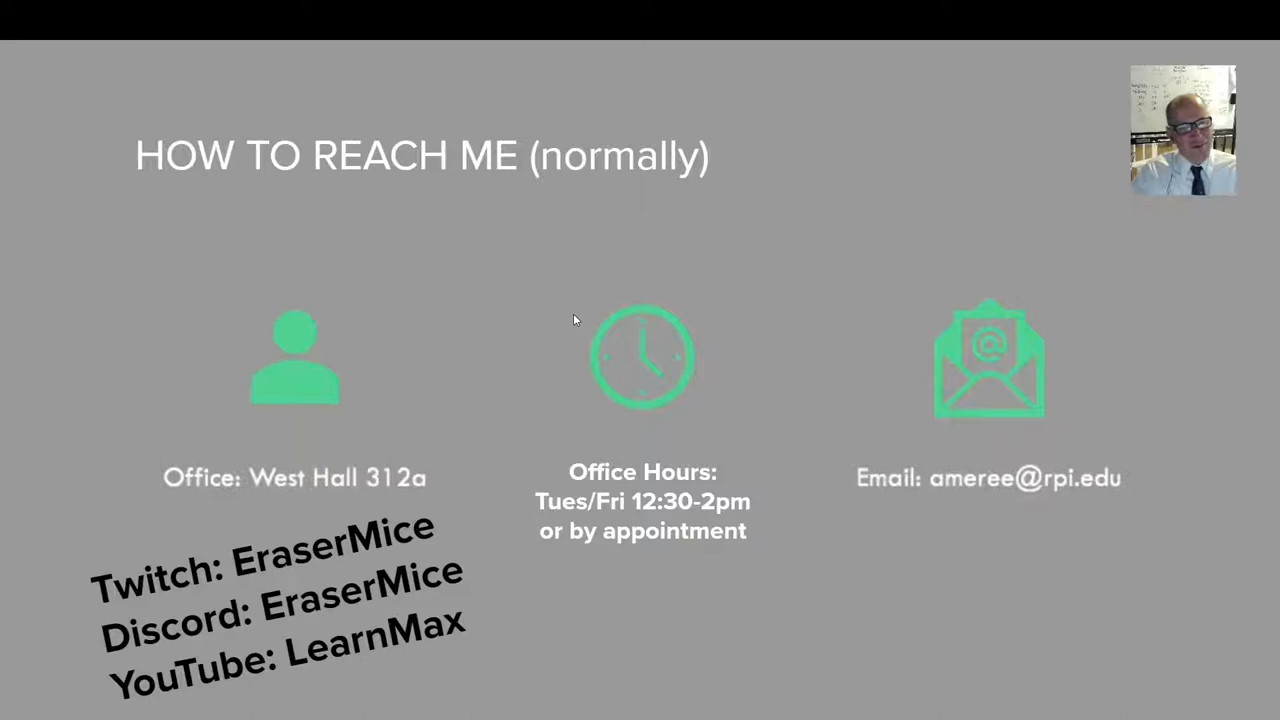 HOW TO REACH ME (normally)
Office: West Hall 312a
Office Hours:
Tues/Fri 12:30-2pm
or by appointment
@
Email: ameree@rpi.edu
Twitch: EraserMice
Discord: EraserMice
YouTube: LearnMax